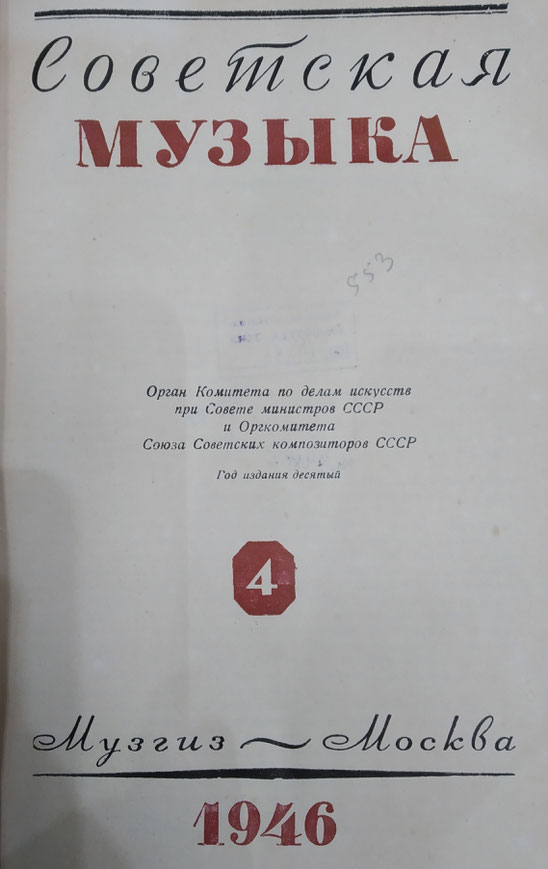 Советская
МУЗЫКА
553
Орган Комитета по делам искусств
при Совете министров СССР
и Оргкомитета
Союза Советских композиторов СССР
Год издания десятый
4
Музгиз ~ Москва
1946